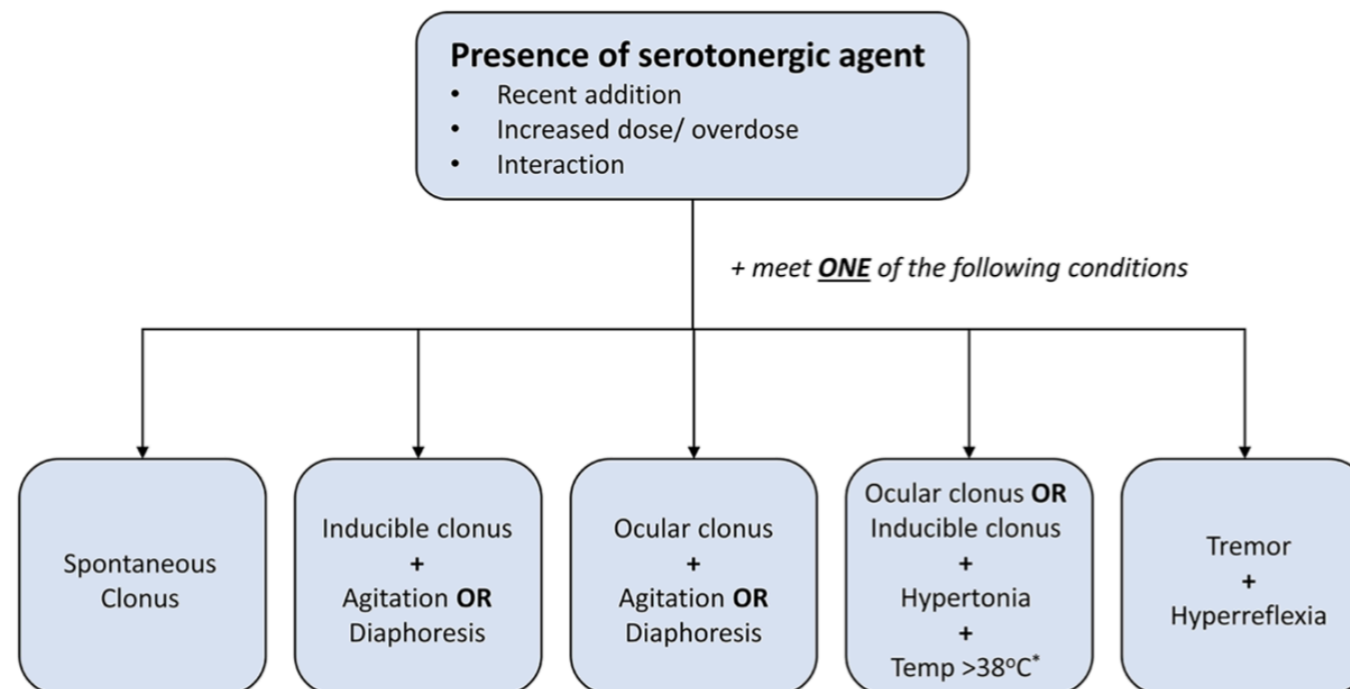 Presence of serotonergic agent
• Recent addition
• Increased dose/ overdose
• Interaction
+ meet ONE of the following conditions
Spontaneous
Clonus
Inducible clonus
+
Agitation OR
Diaphoresis
Ocular clonus
+
Agitation OR
Diaphoresis
Ocular clonus OR
Inducible clonus
+
Hypertonia
+
Temp >38°C*
Tremor
+
Hyperreflexia